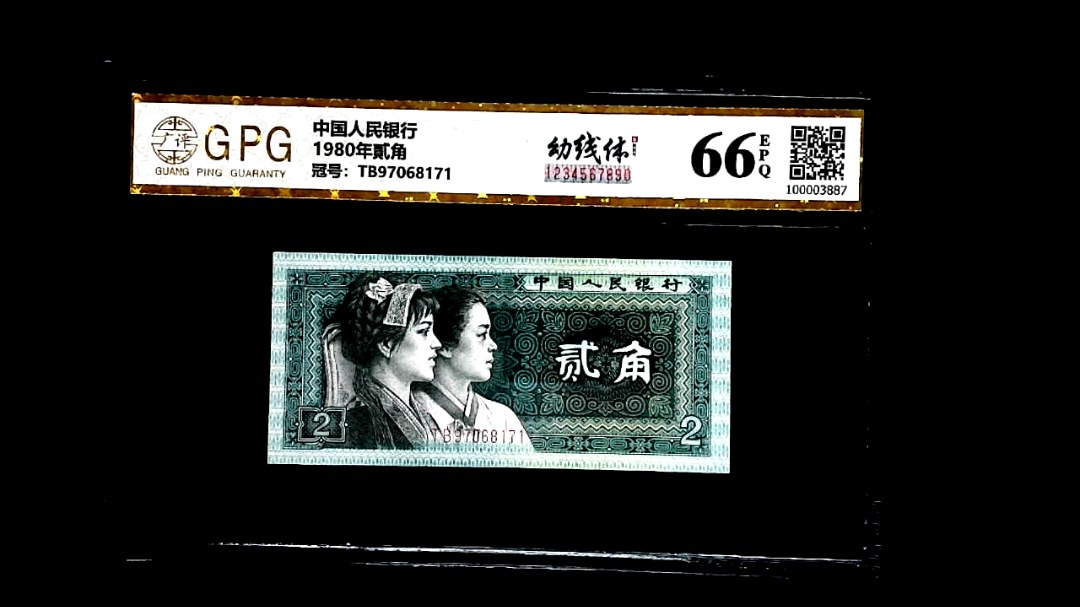 GPG
GUANG PING GUARANTY
中国人民银行
1980年贰角
冠号：TB97068171
幼线体
1234567890
66
EPQ
100003887
中国人民银行
贰角
2
TB97068171
2